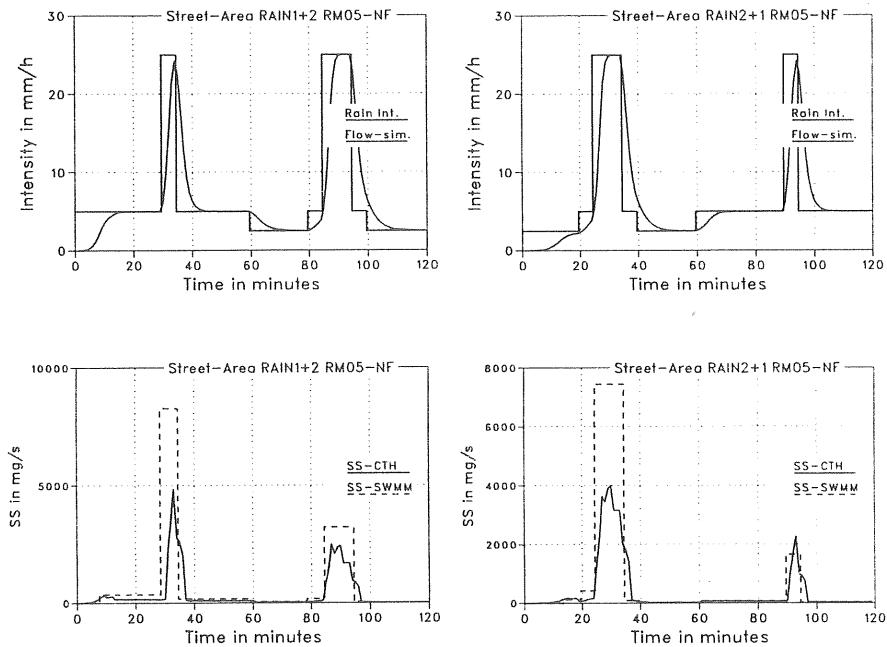 Street-Area RAIN1+2 RM05-NF
30
20
10
0
Intensity in mm/h
Rain Int.
Flow-sim.
0 20 40 60 80 100 120
Time in minutes
Street-Area RAIN2+1 RM05-NF
30
20
10
0
Intensity in mm/h
Rain Int.
Flow-sim.
0 20 40 60 80 100 120
Time in minutes
Street-Area RAIN1+2 RM05-NF
10000
5000
0
SS in mg/s
SS-CTH
SS-SWMM
0 20 40 60 80 100 120
Time in minutes
Street-Area RAIN2+1 RM05-NF
8000
6000
4000
2000
0
SS in mg/s
SS-CTH
SS-SWMM
0 20 40 60 80 100 120
Time in minutes